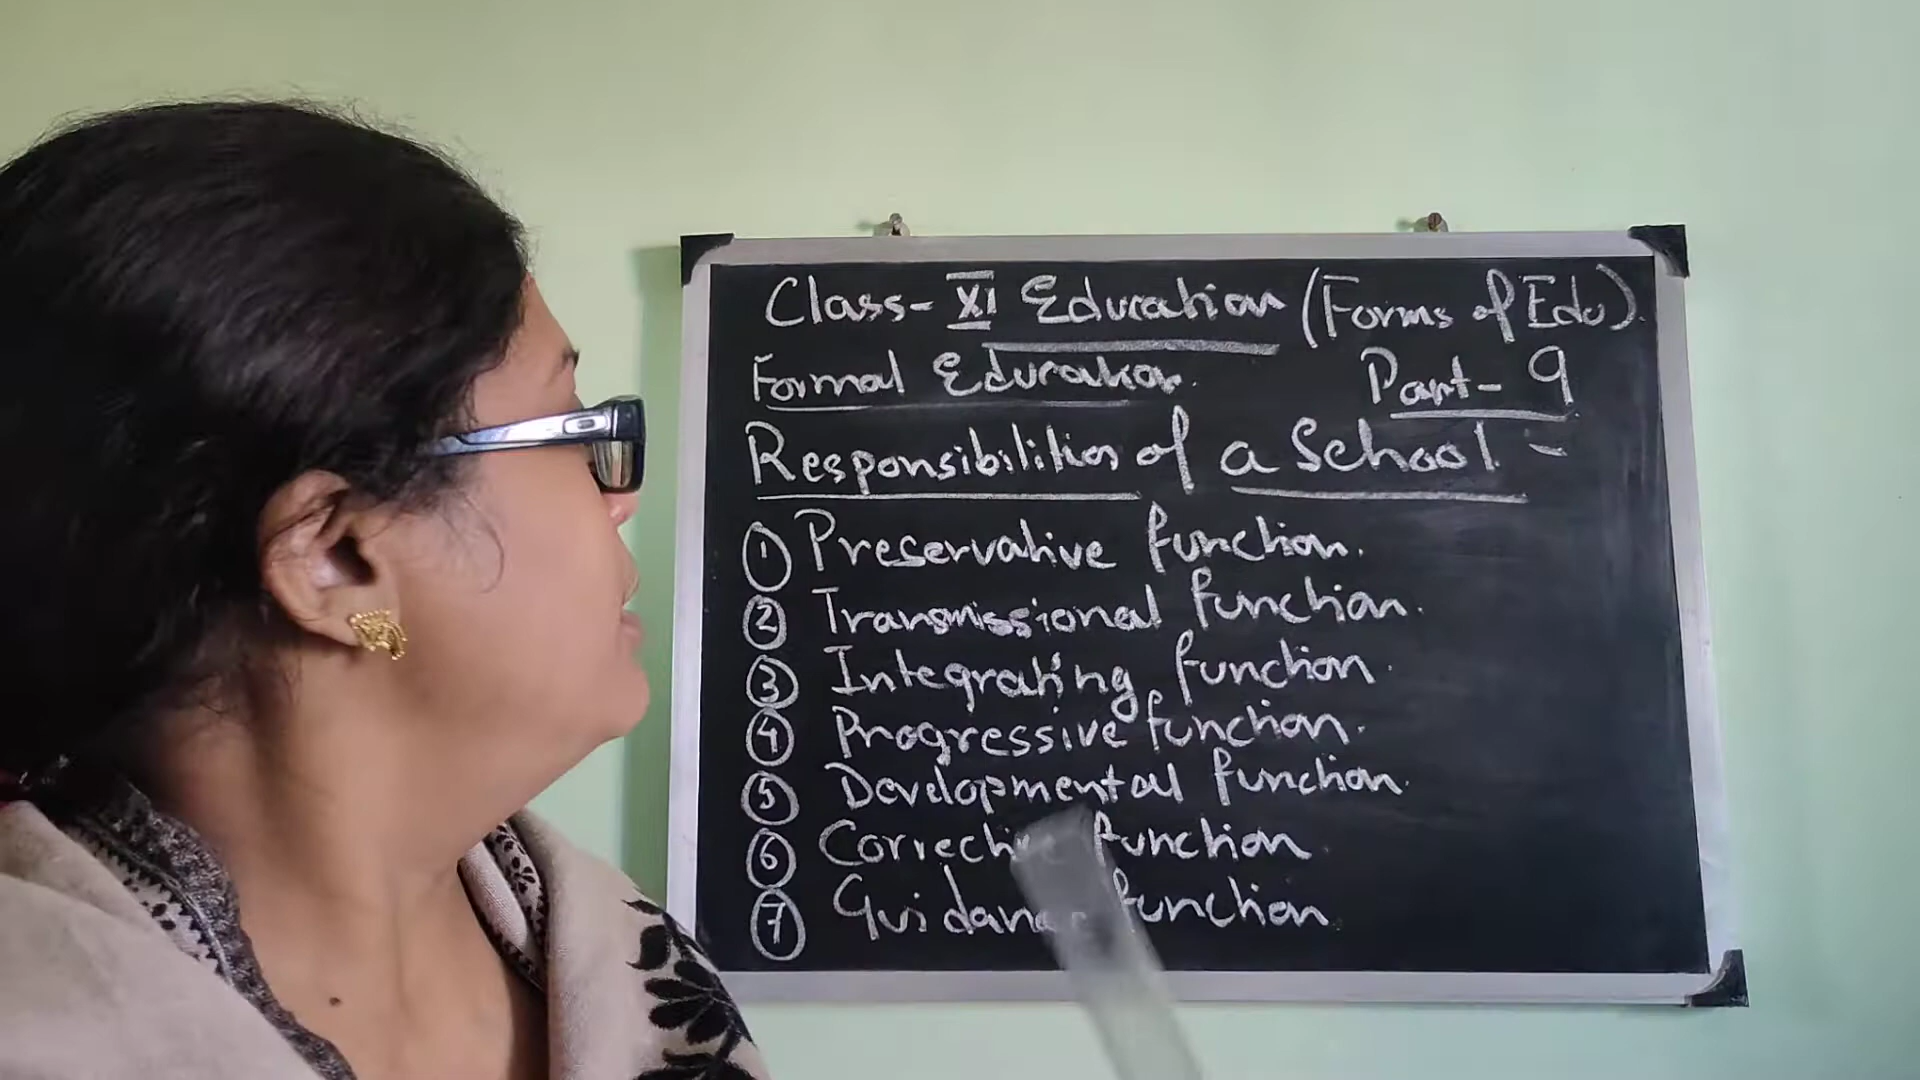 Class- XI Education (Forms of Edu).
Formal Education. Part- 9
Responsibilities of a School. -
① Preservative function.
② Transmissional function.
③ Integrating function.
④ Progressive function.
⑤ Developmental function.
⑥ Corrective function
⑦ Guidance function